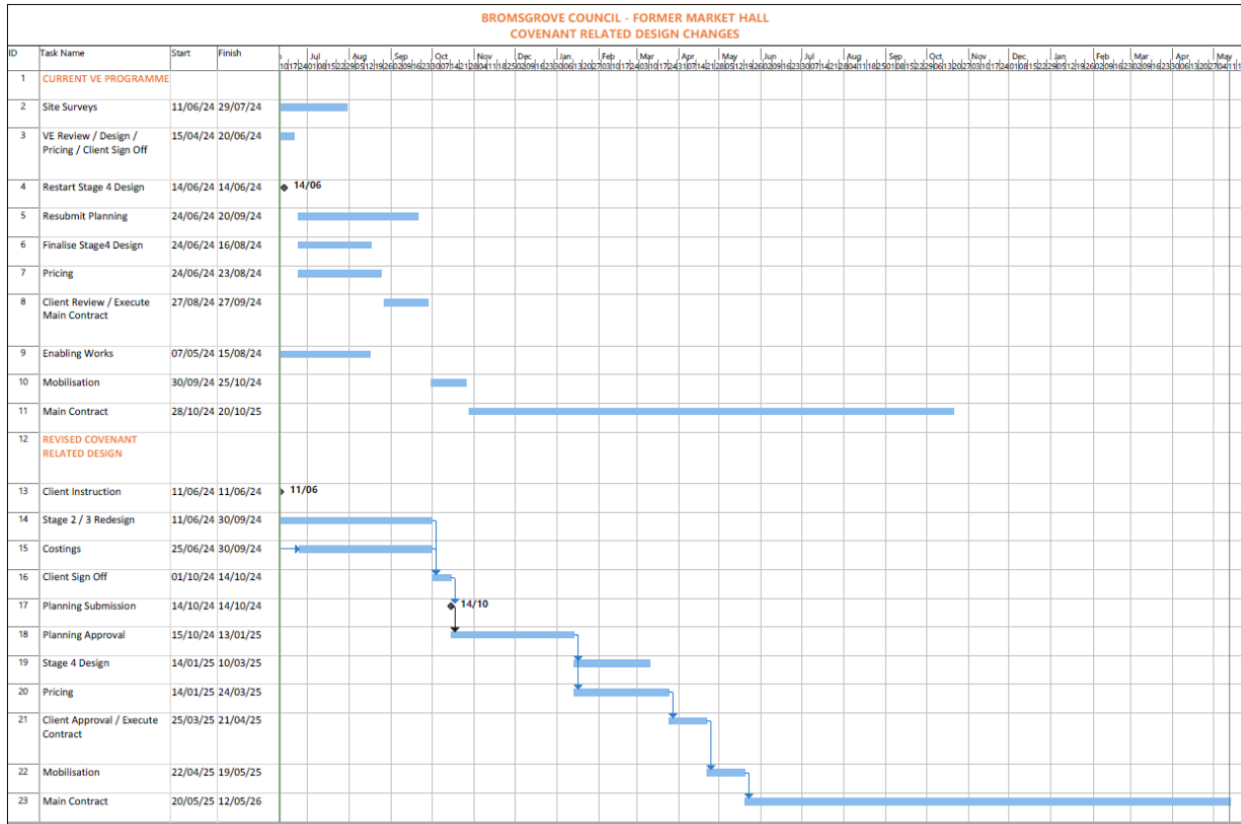 BROMSGROVE COUNCIL - FORMER MARKET HALL
COVENANT RELATED DESIGN CHANGES
ID Task Name Start Finish
Jul Aug Sep Oct Nov Dec Jan Feb Mar Apr May Jun Jul Aug Sep Oct Nov Dec Jan Feb Mar Apr May
1 CURRENT VE PROGRAMME
2 Site Surveys 11/06/24 29/07/24
3 VE Review / Design / 15/04/24 20/06/24
Pricing / Client Sign Off
4 Restart Stage 4 Design 14/06/24 14/06/24 14/06
5 Resubmit Planning 24/06/24 20/09/24
6 Finalise Stage4 Design 24/06/24 16/08/24
7 Pricing 24/06/24 23/08/24
8 Client Review / Execute 27/08/24 27/09/24
Main Contract
9 Enabling Works 07/05/24 15/08/24
10 Mobilisation 30/09/24 25/10/24
11 Main Contract 28/10/24 20/10/25
12 REVISED COVENANT
RELATED DESIGN
13 Client Instruction 11/06/24 11/06/24 11/06
14 Stage 2 / 3 Redesign 11/06/24 30/09/24
15 Costings 25/06/24 30/09/24
16 Client Sign Off 01/10/24 14/10/24
17 Planning Submission 14/10/24 14/10/24 14/10
18 Planning Approval 15/10/24 13/01/25
19 Stage 4 Design 14/01/25 10/03/25
20 Pricing 14/01/25 24/03/25
21 Client Approval / Execute 25/03/25 21/04/25
Contract
22 Mobilisation 22/04/25 19/05/25
23 Main Contract 20/05/25 12/05/26